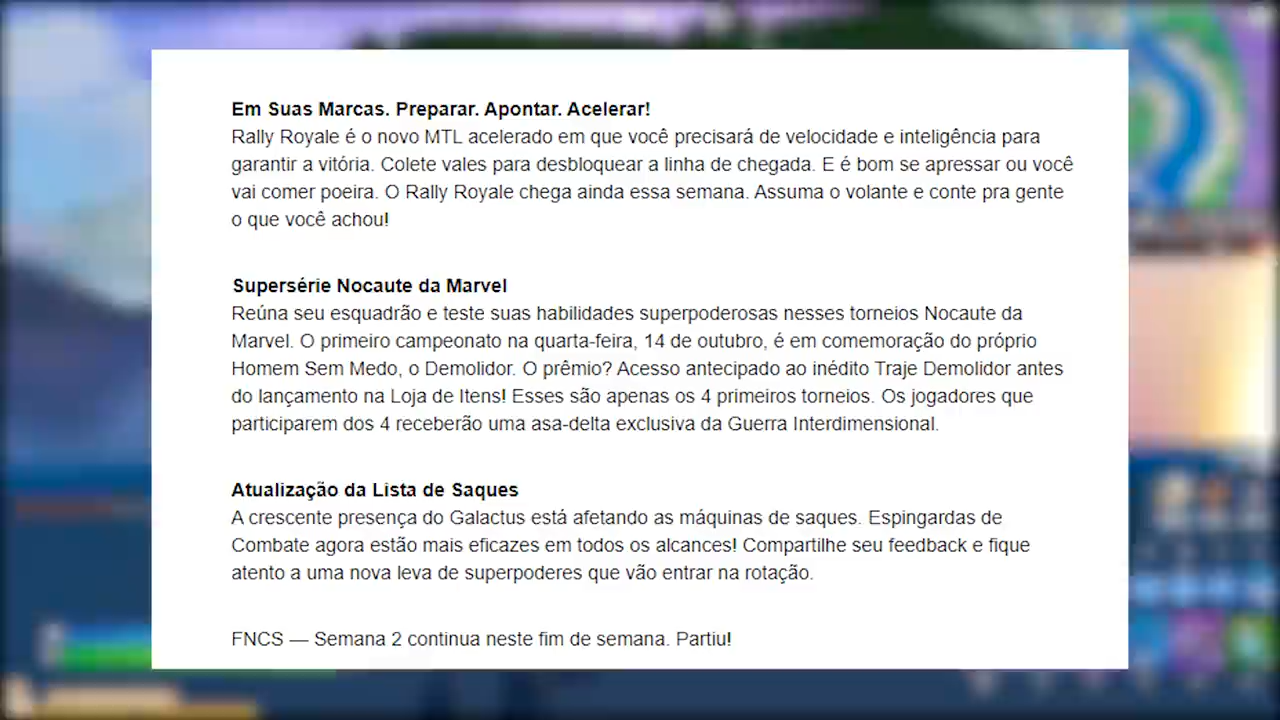 Em Suas Marcas. Preparar. Apontar. Acelerar!
Rally Royale é o novo MTL acelerado em que você precisará de velocidade e inteligência para
garantir a vitória. Colete vales para desbloquear a linha de chegada. E é bom se apressar ou você
vai comer poeira. O Rally Royale chega ainda essa semana. Assuma o volante e conte pra gente
o que você achou!
Supersérie Nocaute da Marvel
Reúna seu esquadrão e teste suas habilidades superpoderosas nesses torneios Nocaute da
Marvel. O primeiro campeonato na quarta-feira, 14 de outubro, é em comemoração do próprio
Homem Sem Medo, o Demolidor. O prêmio? Acesso antecipado ao inédito Traje Demolidor antes
do lançamento na Loja de Itens! Esses são apenas os 4 primeiros torneios. Os jogadores que
participarem dos 4 receberão uma asa-delta exclusiva da Guerra Interdimensional.
Atualização da Lista de Saques
A crescente presença do Galactus está afetando as máquinas de saques. Espingardas de
Combate agora estão mais eficazes em todos os alcances! Compartilhe seu feedback e fique
atento a uma nova leva de superpoderes que vão entrar na rotação.
FNCS — Semana 2 continua neste fim de semana. Partiu!